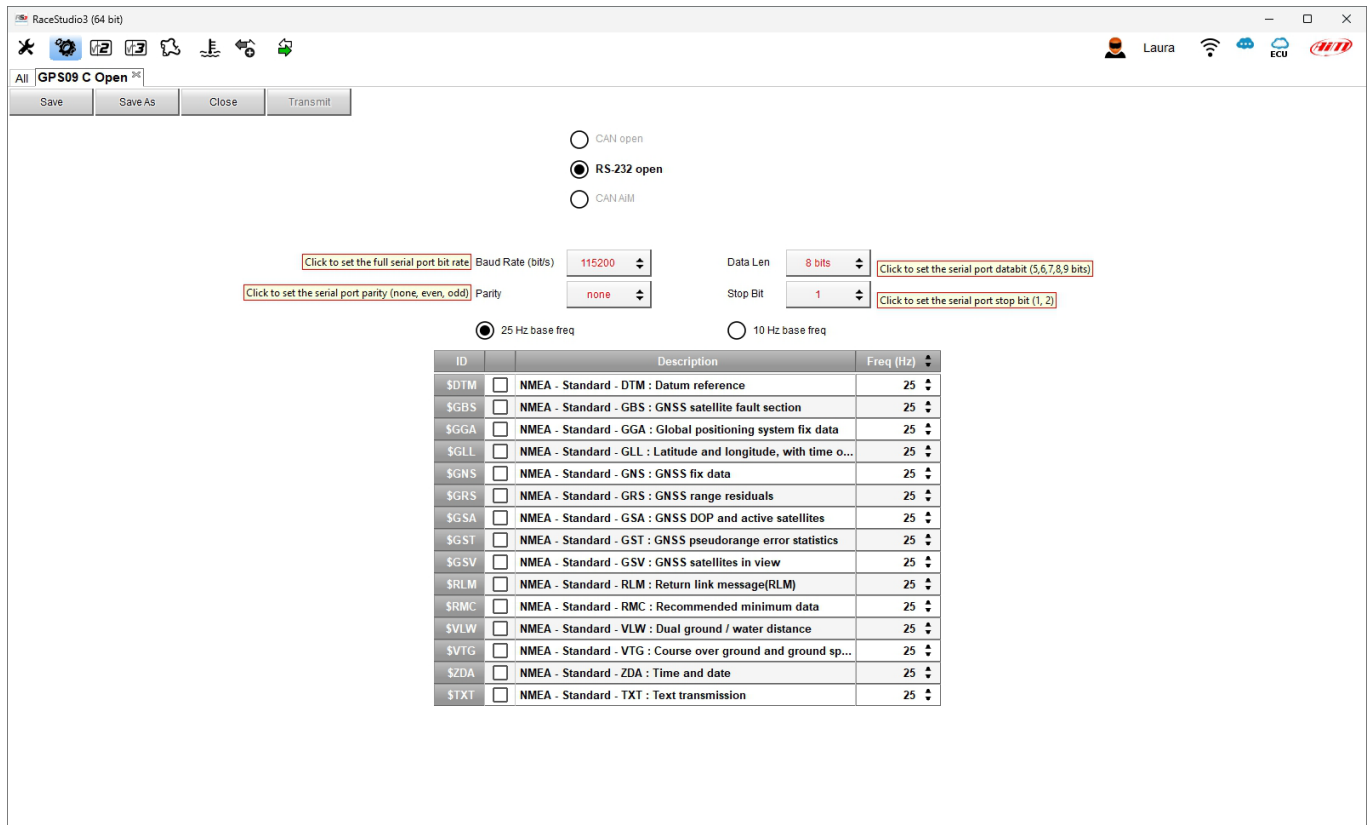 RaceStudio3 (64 bit)
Laura
ECU
AiM
All GPS09 C Open
Save Save As Close Transmit
CAN open
RS-232 open
CAN AiM
Click to set the full serial port bit rate Baud Rate (bit/s) 115200 Data Len 8 bits Click to set the serial port databit (5,6,7,8,9 bits)
Click to set the serial port parity (none, even, odd) Parity none Stop Bit 1 Click to set the serial port stop bit (1, 2)
25 Hz base freq 10 Hz base freq
ID Description Freq (Hz)
$DTM NMEA - Standard - DTM : Datum reference 25
$GBS NMEA - Standard - GBS : GNSS satellite fault section 25
$GGA NMEA - Standard - GGA : Global positioning system fix data 25
$GLL NMEA - Standard - GLL : Latitude and longitude, with time o... 25
$GNS NMEA - Standard - GNS : GNSS fix data 25
$GRS NMEA - Standard - GRS : GNSS range residuals 25
$GSA NMEA - Standard - GSA : GNSS DOP and active satellites 25
$GST NMEA - Standard - GST : GNSS pseudorange error statistics 25
$GSV NMEA - Standard - GSV : GNSS satellites in view 25
$RLM NMEA - Standard - RLM : Return link message(RLM) 25
$RMC NMEA - Standard - RMC : Recommended minimum data 25
$VLW NMEA - Standard - VLW : Dual ground / water distance 25
$VTG NMEA - Standard - VTG : Course over ground and ground sp... 25
$ZDA NMEA - Standard - ZDA : Time and date 25
$TXT NMEA - Standard - TXT : Text transmission 25